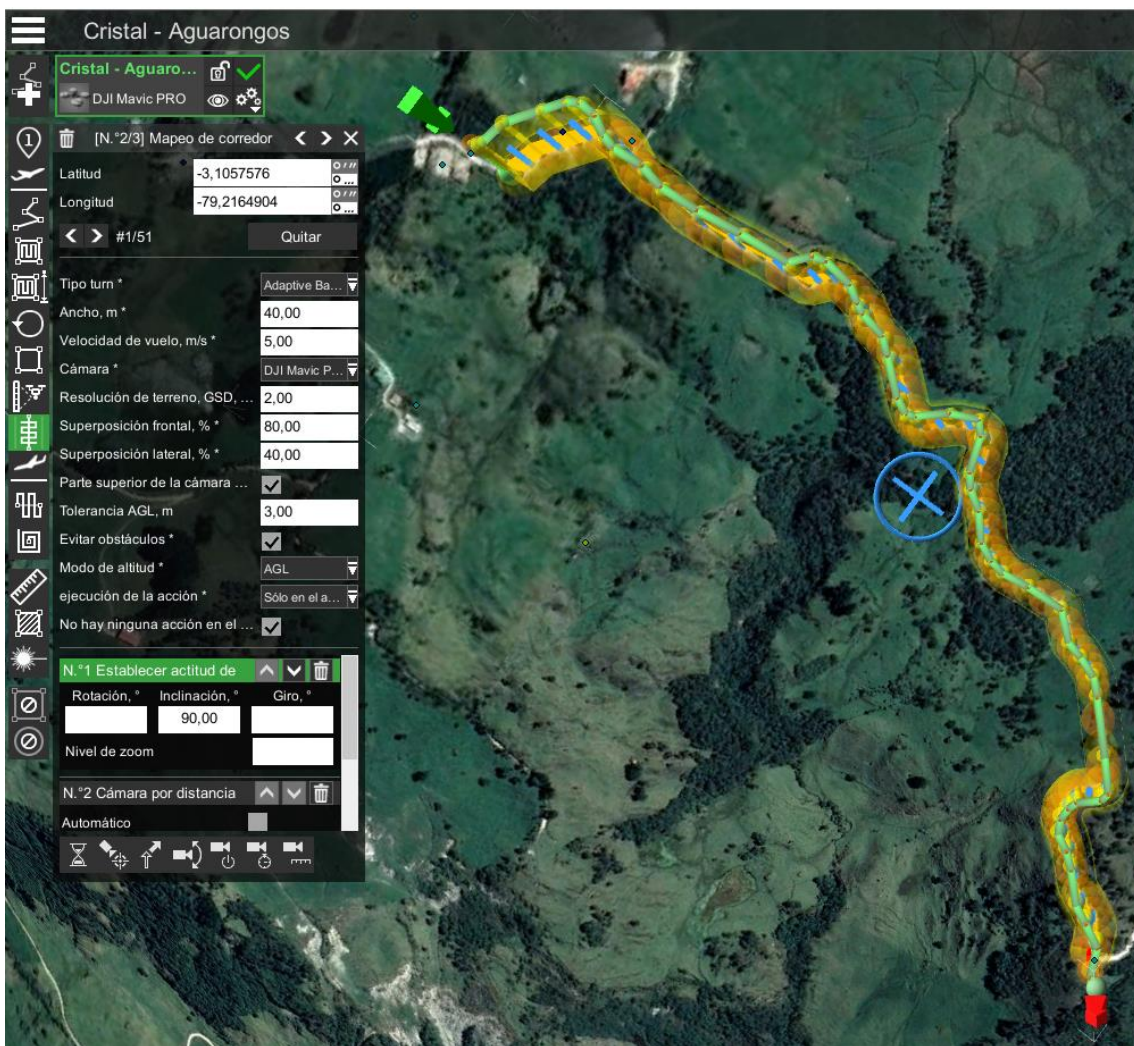 Cristal - Aguarongos
Cristal - Aguaro...
DJI Mavic PRO
1
[N.°2/3] Mapeo de corredor
Latitud -3,1057576
Longitud -79,2164904
#1/51 Quitar
Tipo turn * Adaptive Ba...
Ancho, m * 40,00
Velocidad de vuelo, m/s * 5,00
Cámara * DJI Mavic P...
Resolución de terreno, GSD, ... 2,00
Superposición frontal, % * 80,00
Superposición lateral, % * 40,00
Parte superior de la cámara ...
Tolerancia AGL, m 3,00
Evitar obstáculos *
Modo de altitud * AGL
ejecución de la acción * Sólo en el a...
No hay ninguna acción en el ...
N.°1 Establecer actitud de
Rotación, ° Inclinación, ° Giro, °
90,00
Nivel de zoom
N.°2 Cámara por distancia
Automático